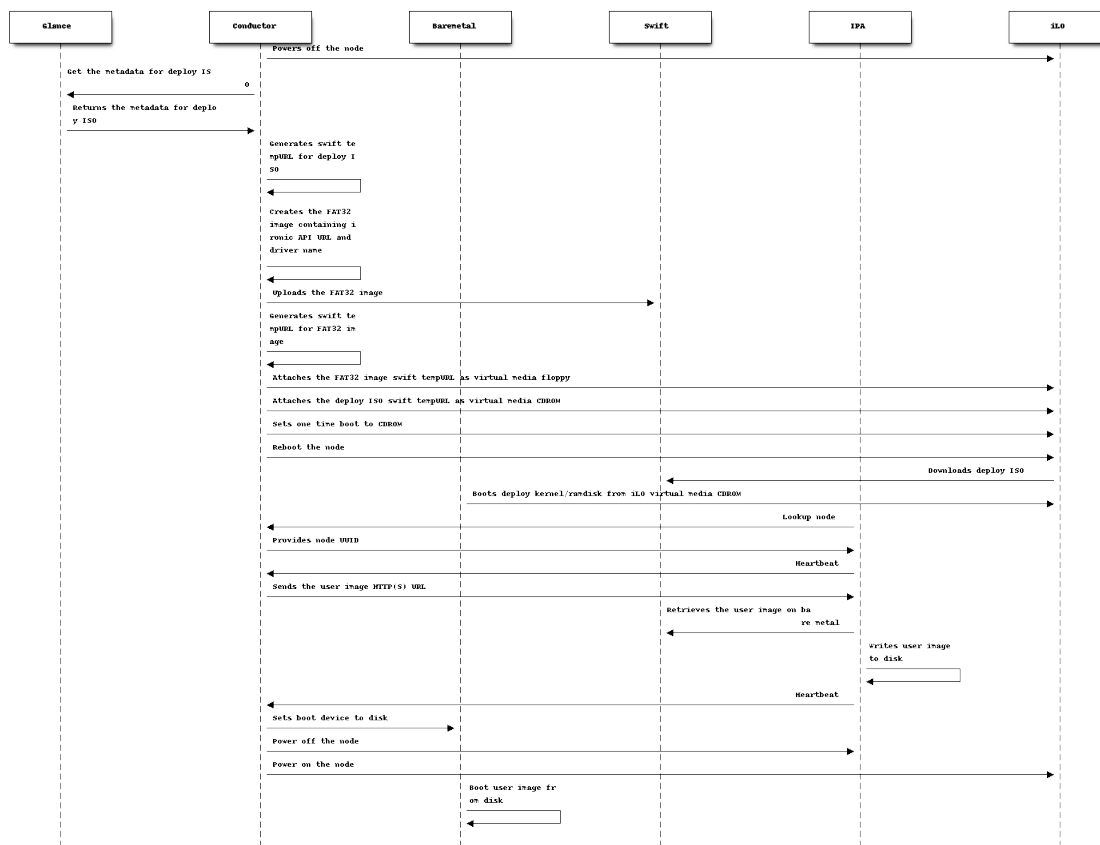 Glance
Conductor
Baremetal
Swift
IPA
iLO
Powers off the node
Get the metadata for deploy IS
O
Returns the metadata for deplo
y ISO
Generates swift te
mpURL for deploy I
SO
Creates the FAT32
image containing i
ronic API URL and
driver name
Uploads the FAT32 image
Generates swift te
mpURL for FAT32 im
age
Attaches the FAT32 image swift tempURL as virtual media floppy
Attaches the deploy ISO swift tempURL as virtual media CDROM
Sets one time boot to CDROM
Reboot the node
Downloads deploy ISO
Boots deploy kernel/ramdisk from iLO virtual media CDROM
Lookup node
Provides node UUID
Heartbeat
Sends the user image HTTP(S) URL
Retrieves the user image on ba
re metal
Writes user image
to disk
Heartbeat
Sets boot device to disk
Power off the node
Power on the node
Boot user image fr
om disk